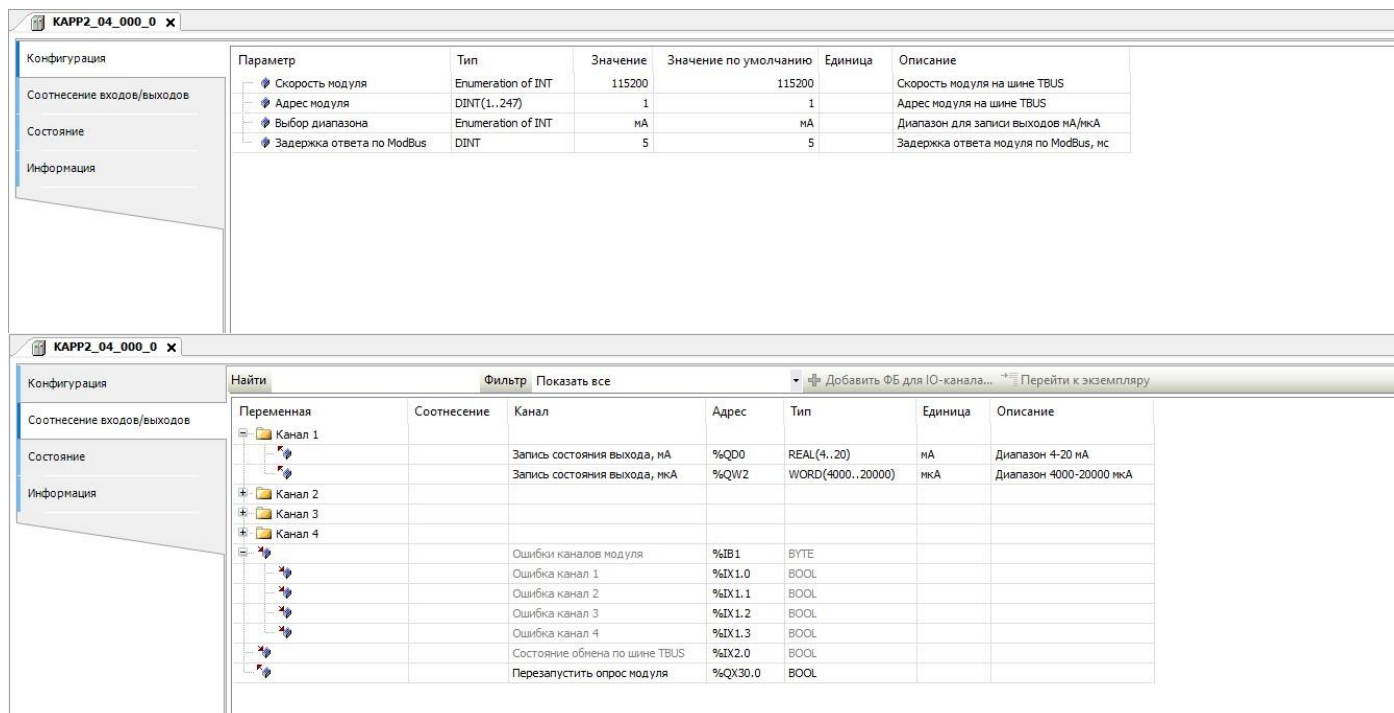 KAPP2_04_000_0 X
Конфигурация
Соотнесение входов/выходов
Состояние
Информация
Параметр Тип Значение Значение по умолчанию Единица Описание
Скорость модуля Enumeration of INT 115200 115200 Скорость модуля на шине TBUS
Адрес модуля DINT(1..247) 1 1 Адрес модуля на шине TBUS
Выбор диапазона Enumeration of INT мА мА Диапазон для записи выходов мА/мкА
Задержка ответа по ModBus DINT 5 5 Задержка ответа модуля по ModBus, мс
KAPP2_04_000_0 X
Конфигурация
Соотнесение входов/выходов
Состояние
Информация
Найти Фильтр Показать все Добавить ФБ для IO-канала... Перейти к экземпляру
Переменная Соотнесение Канал Адрес Тип Единица Описание
Канал 1
Запись состояния выхода, мА %QD0 REAL(4..20) мА Диапазон 4-20 мА
Запись состояния выхода, мкА %QW2 WORD(4000..20000) мкА Диапазон 4000-20000 мкА
Канал 2
Канал 3
Канал 4
Ошибки каналов модуля %IB1 BYTE
Ошибка канал 1 %IX1.0 BOOL
Ошибка канал 2 %IX1.1 BOOL
Ошибка канал 3 %IX1.2 BOOL
Ошибка канал 4 %IX1.3 BOOL
Состояние обмена по шине TBUS %IX2.0 BOOL
Перезапустить опрос модуля %QX30.0 BOOL